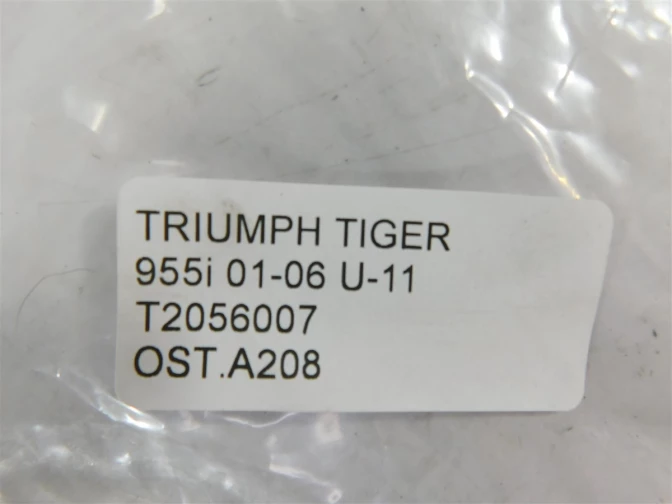 TRIUMPH TIGER
955i 01-06 U-11
T2056007
OST.A208